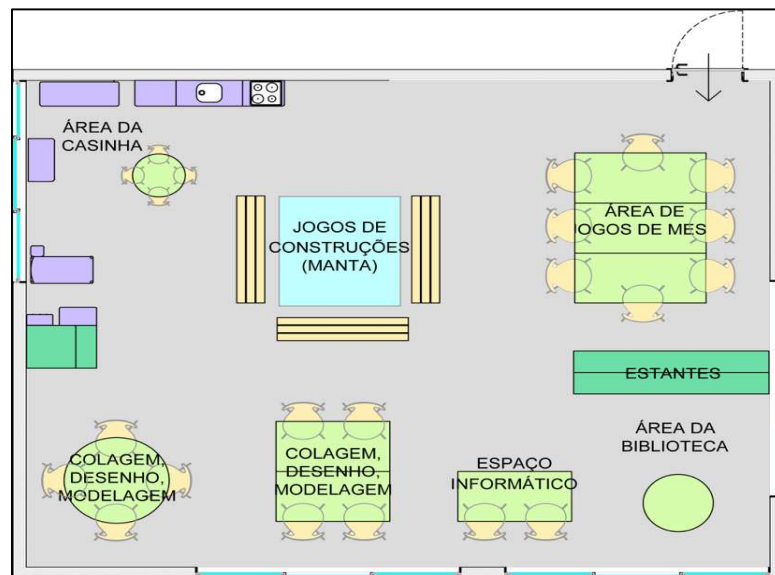 ÁREA DA
CASINHA
JOGOS DE
CONSTRUÇÕES
(MANTA)
ÁREA DE
JOGOS DE MES
ESTANTES
ÁREA DA
BIBLIOTECA
COLAGEM,
DESENHO,
MODELAGEM
COLAGEM,
DESENHO,
MODELAGEM
ESPAÇO
INFORMÁTICO